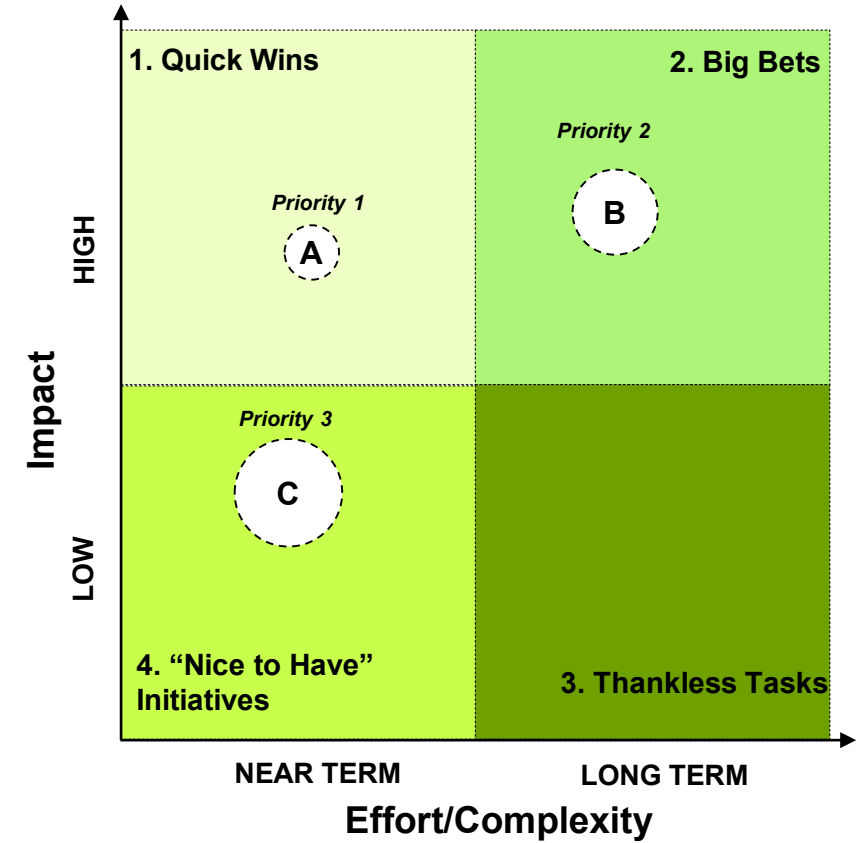 1. Quick Wins
2. Big Bets
Priority 2
Priority 1
B
A
HIGH
Impact
Priority 3
C
LOW
4. “Nice to Have”
Initiatives
3. Thankless Tasks
NEAR TERM
LONG TERM
Effort/Complexity